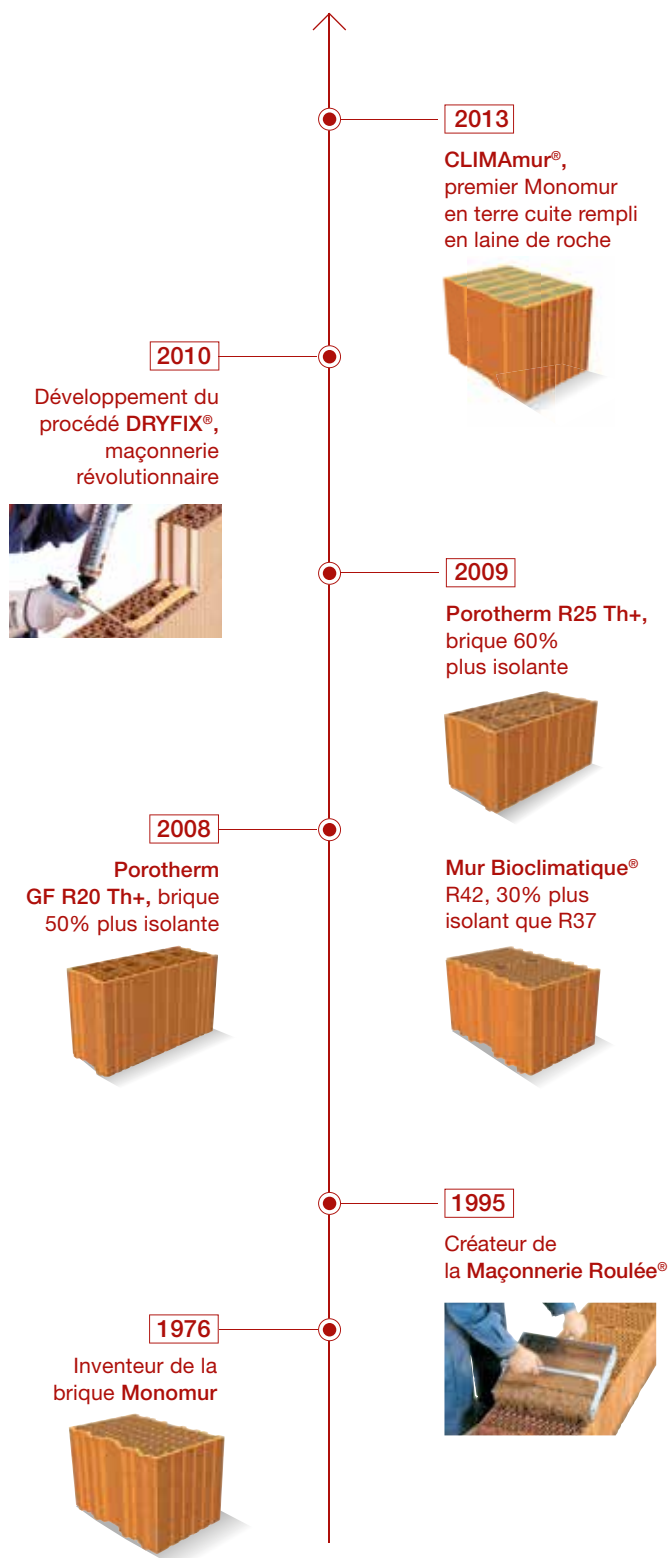 2013
CLIMAmur®,
premier Monomur
en terre cuite rempli
en laine de roche
2010
Développement du
procédé DRYFIX®,
maçonnerie
révolutionnaire
2009
Porotherm R25 Th+,
brique 60%
plus isolante
Mur Bioclimatique®
R42, 30% plus
isolant que R37
2008
Porotherm
GF R20 Th+, brique
50% plus isolante
1995
Créateur de
la Maçonnerie Roulée®
1976
Inventeur de la
brique Monomur